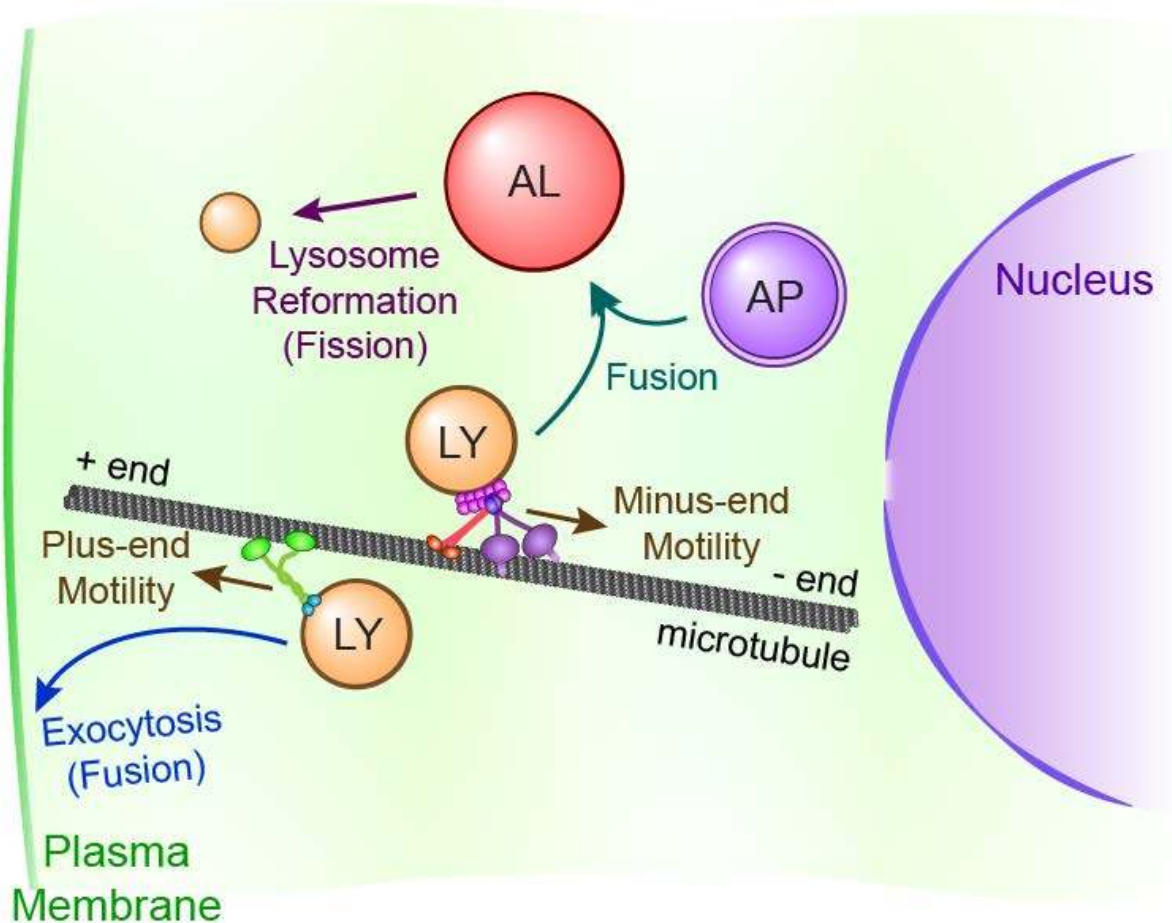 AL
Lysosome
Reformation
(Fission)
AP
Nucleus
Fusion
LY
+ end
Minus-end
Motility
Plus-end
Motility
- end
microtubule
LY
Exocytosis
(Fusion)
Plasma
Membrane